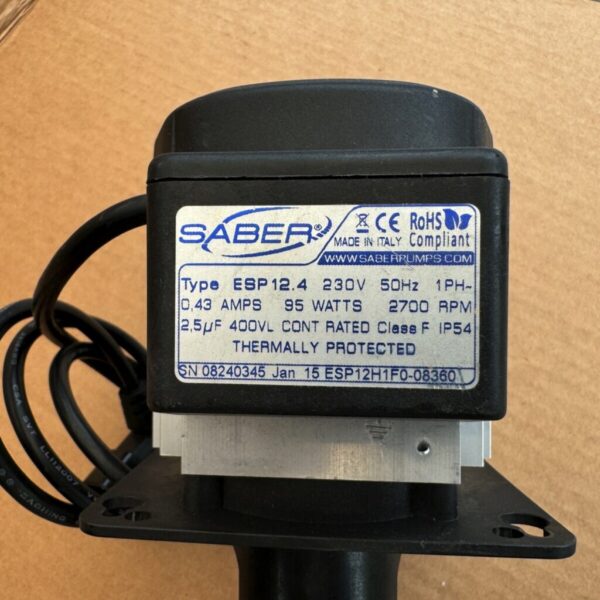 SABER®
CE
RoHS
Compliant
MADE IN ITALY
WWW.SABERPUMPS.COM
Type ESP12.4 230V 50Hz 1PH~
0,43 AMPS 95 WATTS 2700 RPM
2,5µF 400VL CONT RATED Class F IP54
THERMALLY PROTECTED
SN 08240345 Jan 15 ESP12H1F0-08360